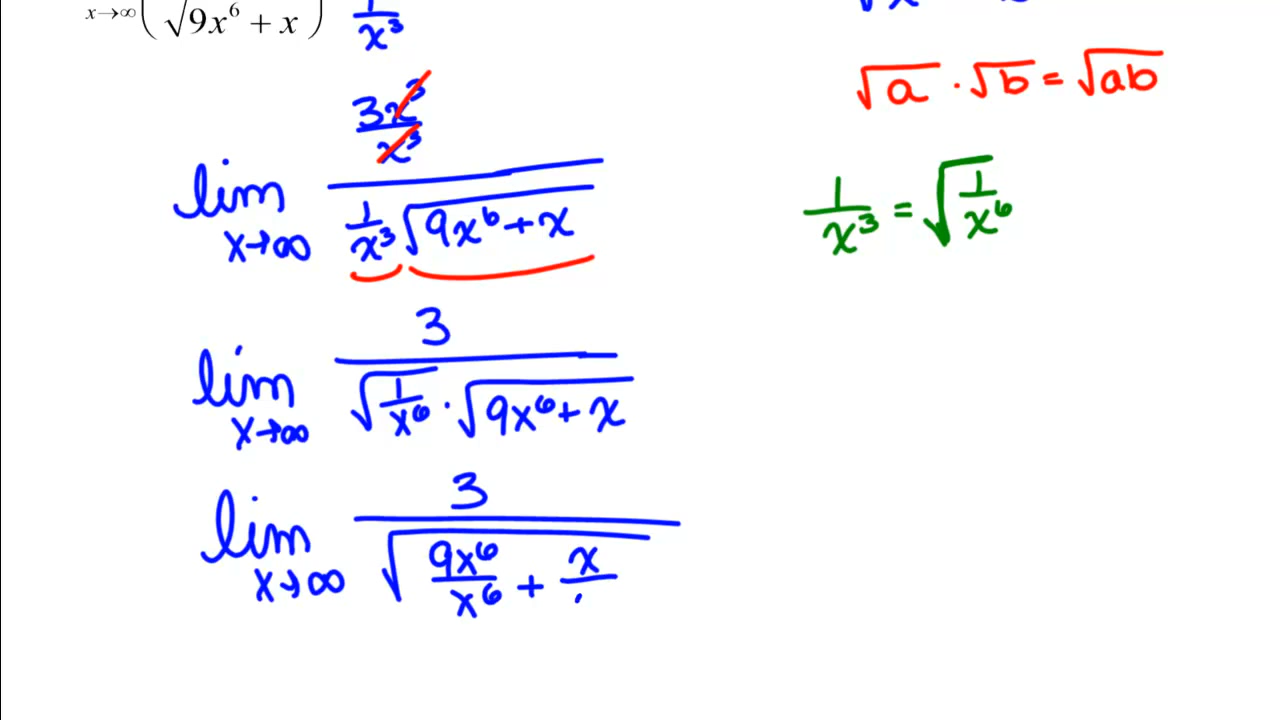 x→∞ ( √9x⁶ + x ) 1/x³
√a · √b = √ab
3x³/x³
lim x→∞ 1/x³ √9x⁶ + x
1/x³ = √1/x⁶
3
lim x→∞ √1/x⁶ · √9x⁶ + x
3
lim x→∞ √9x⁶/x⁶ + x/